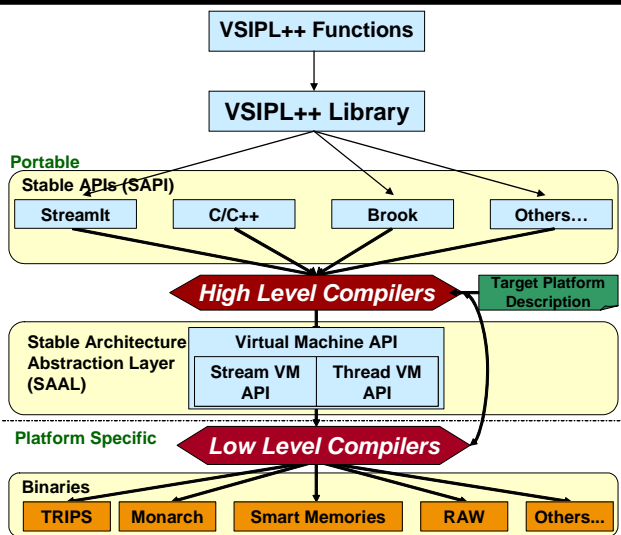 VSIPL++ Functions
VSIPL++ Library
Portable
Stable APIs (SAPI)
StreamIt
C/C++
Brook
Others...
High Level Compilers
Target Platform
Description
Stable Architecture
Abstraction Layer
(SAAL)
Virtual Machine API
Stream VM
API
Thread VM
API
Platform Specific
Low Level Compilers
Binaries
TRIPS
Monarch
Smart Memories
RAW
Others...